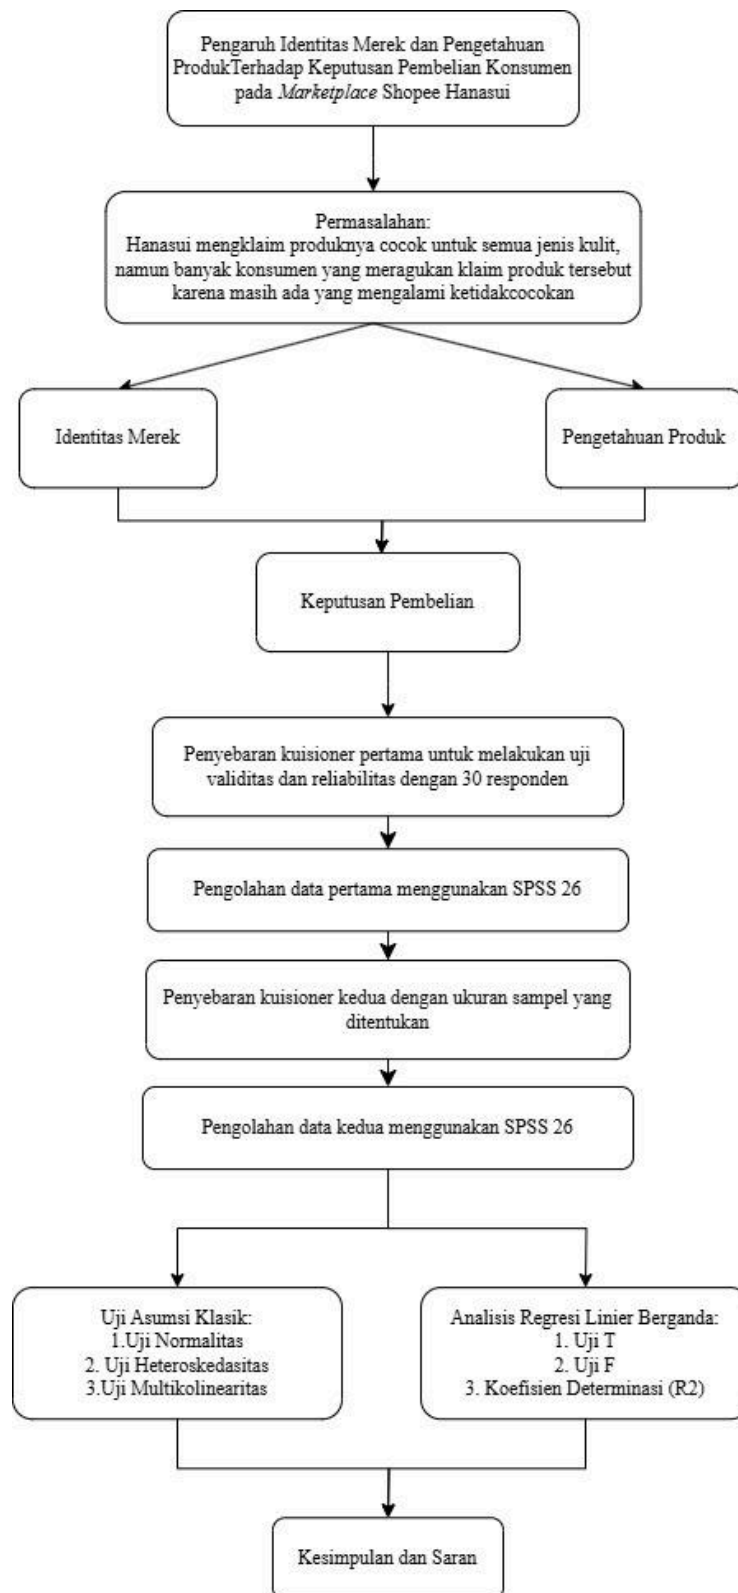 Pengaruh Identitas Merek dan Pengetahuan
ProdukTerhadap Keputusan Pembelian Konsumen
pada Marketplace Shopee Hanasui
Permasalahan:
Hanasui mengklaim produknya cocok untuk semua jenis kulit,
namun banyak konsumen yang meragukan klaim produk tersebut
karena masih ada yang mengalami ketidakcocokan
Identitas Merek
Pengetahuan Produk
Keputusan Pembelian
Penyebaran kuisioner pertama untuk melakukan uji
validitas dan reliabilitas dengan 30 responden
Pengolahan data pertama menggunakan SPSS 26
Penyebaran kuisioner kedua dengan ukuran sampel yang
ditentukan
Pengolahan data kedua menggunakan SPSS 26
Uji Asumsi Klasik:
1.Uji Normalitas
2. Uji Heteroskedasitas
3.Uji Multikolinearitas
Analisis Regresi Linier Berganda:
1. Uji T
2. Uji F
3. Koefisien Determinasi (R2)
Kesimpulan dan Saran